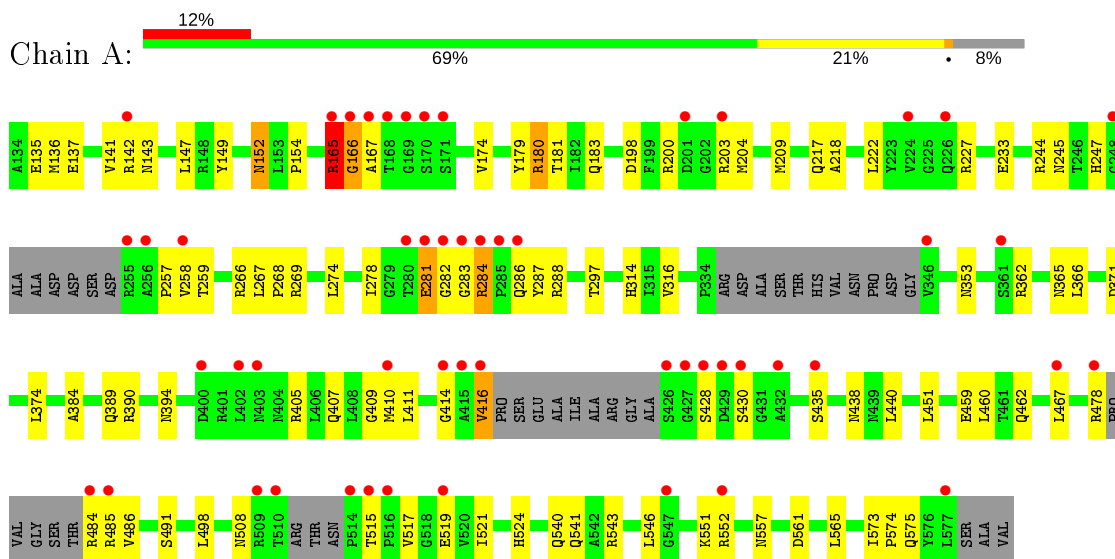 12%
Chain A:
69% 21% • 8%
A134 E135 M136 E137 V141 R142 N143 L147 R148 Y149 N152 L153 P154 R165 G166 A167 T168 G169 S170 S171 V174 Y179 R180 T181 I182 Q183 D198 F199 R200 D201 G202 R203 M204 M209 Q217 A218 L222 Y223 V224 G225 Q226 R227 E233 R244 N245 T246 H247 G248
ALA ALA ASP ASP SER ASP R255 A256 P257 V258 T259 R266 L267 P268 R269 L274 I278 G279 T280 E281 G282 G283 R284 P285 Q286 Y287 R288 T297 H314 I315 V316 P334 ARG ASP ALA SER THR HIS VAL ASN PRO ASP GLY V346 N353 S361 R362 N365 L366 D371
L374 A384 Q389 R390 N394 D400 R401 L402 N403 N404 R405 L406 Q407 L408 G409 M410 L411 G414 A415 V416 PRO SER GLU ALA ILE ALA ARG GLY ALA S426 G427 S428 D429 S430 G431 A432 S435 N438 N439 L440 L451 E459 L460 T461 Q462 L467 R478 PRO
VAL GLY SER THR R484 R485 V486 S491 L498 N508 R509 T510 ARG THR ASN P514 T515 P516 V517 G518 E519 V520 I521 H524 Q540 Q541 A542 R543 L546 G547 K551 R552 N557 D561 L565 I573 P574 Q575 Y576 L577 SER ALA VAL